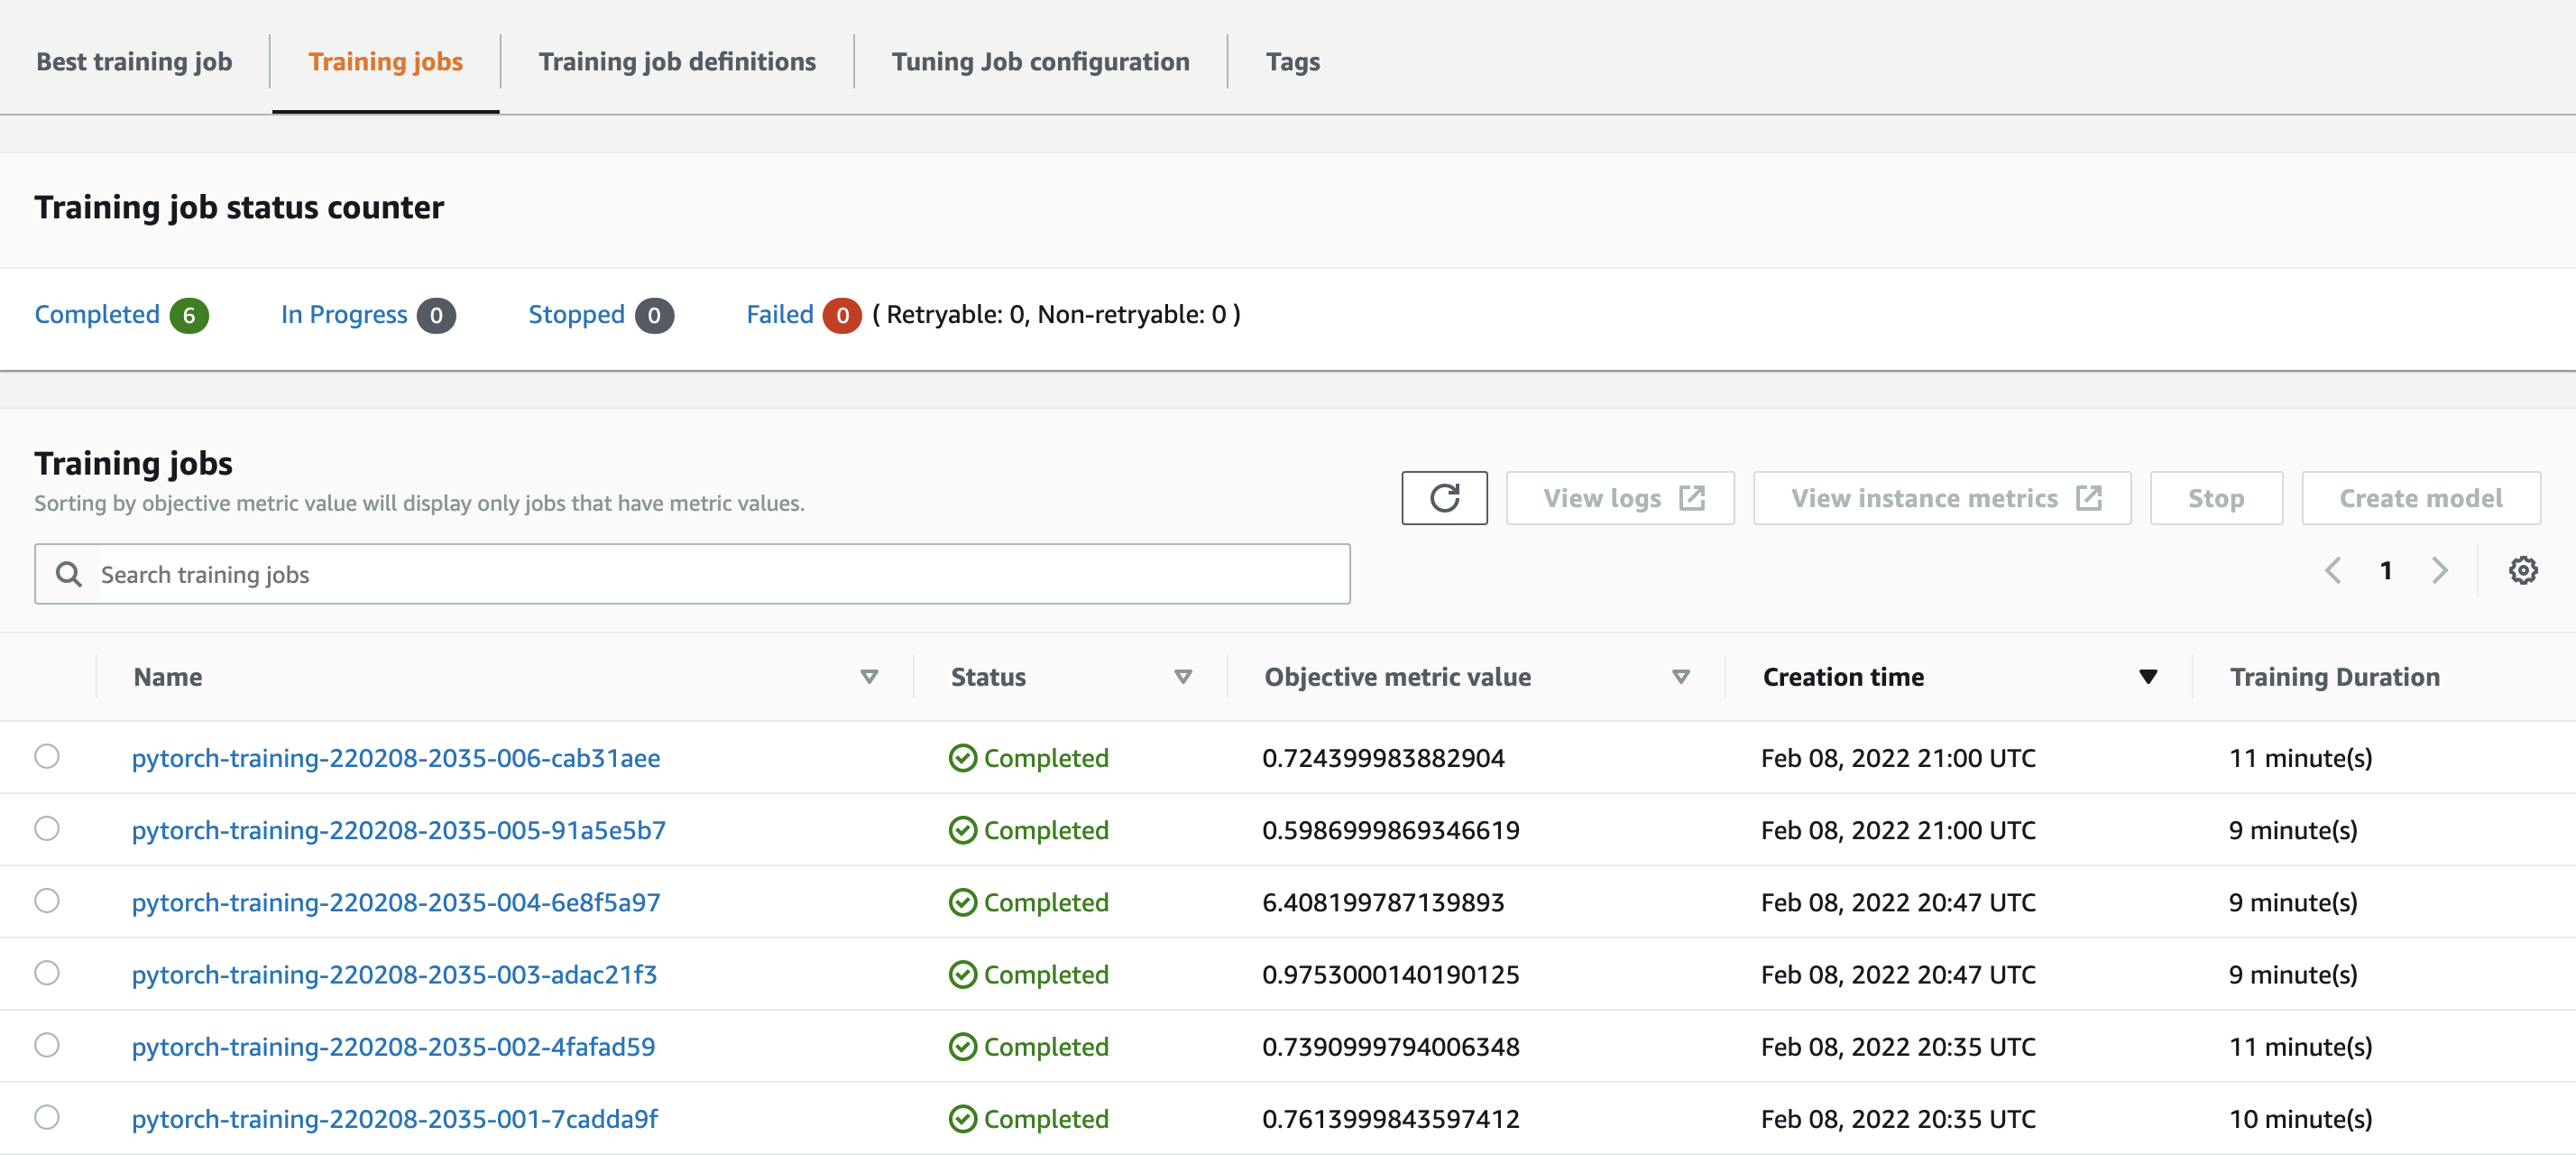 Best training job Training jobs Training job definitions Tuning Job configuration Tags
Training job status counter
Completed 6 In Progress 0 Stopped 0 Failed 0 ( Retryable: 0, Non-retryable: 0 )
Training jobs
Sorting by objective metric value will display only jobs that have metric values.
View logs View instance metrics Stop Create model
Search training jobs
1
Name Status Objective metric value Creation time Training Duration
pytorch-training-220208-2035-006-cab31aee Completed 0.724399983882904 Feb 08, 2022 21:00 UTC 11 minute(s)
pytorch-training-220208-2035-005-91a5e5b7 Completed 0.5986999869346619 Feb 08, 2022 21:00 UTC 9 minute(s)
pytorch-training-220208-2035-004-6e8f5a97 Completed 6.408199787139893 Feb 08, 2022 20:47 UTC 9 minute(s)
pytorch-training-220208-2035-003-adac21f3 Completed 0.9753000140190125 Feb 08, 2022 20:47 UTC 9 minute(s)
pytorch-training-220208-2035-002-4fafad59 Completed 0.7390999794006348 Feb 08, 2022 20:35 UTC 11 minute(s)
pytorch-training-220208-2035-001-7cadda9f Completed 0.7613999843597412 Feb 08, 2022 20:35 UTC 10 minute(s)